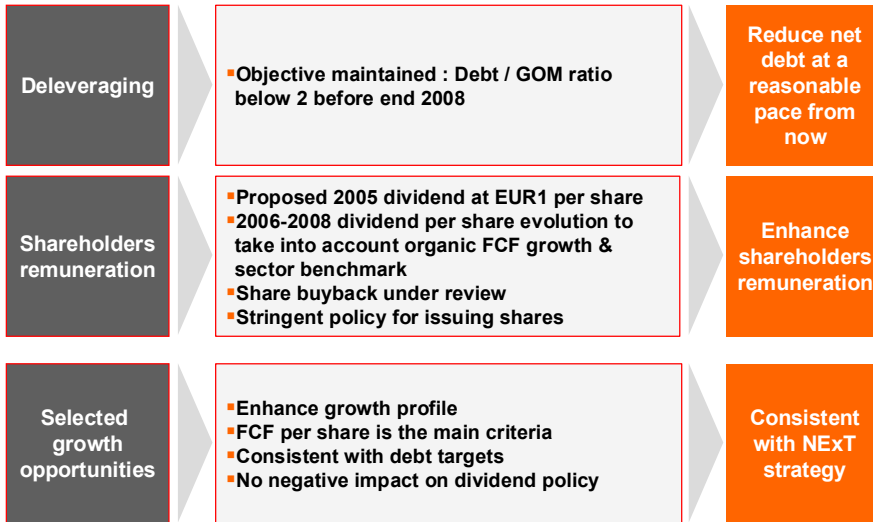 Deleveraging
▪Objective maintained : Debt / GOM ratio
below 2 before end 2008
Reduce net
debt at a
reasonable
pace from
now
Shareholders
remuneration
▪Proposed 2005 dividend at EUR1 per share
▪2006-2008 dividend per share evolution to
take into account organic FCF growth &
sector benchmark
▪Share buyback under review
▪Stringent policy for issuing shares
Enhance
shareholders
remuneration
Selected
growth
opportunities
▪Enhance growth profile
▪FCF per share is the main criteria
▪Consistent with debt targets
▪No negative impact on dividend policy
Consistent
with NExT
strategy